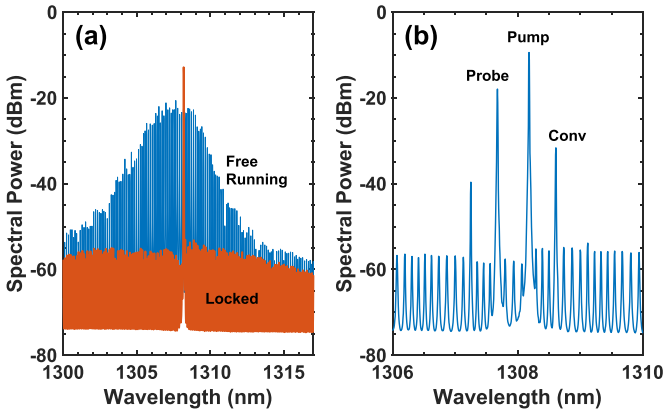 (a)
Spectral Power (dBm)
0
-20
-40
-60
-80
Free
Running
Locked
1300
1305
1310
1315
Wavelength (nm)
(b)
Spectral Power (dBm)
0
-20
-40
-60
-80
Pump
Probe
Conv
1306
1308
1310
Wavelength (nm)